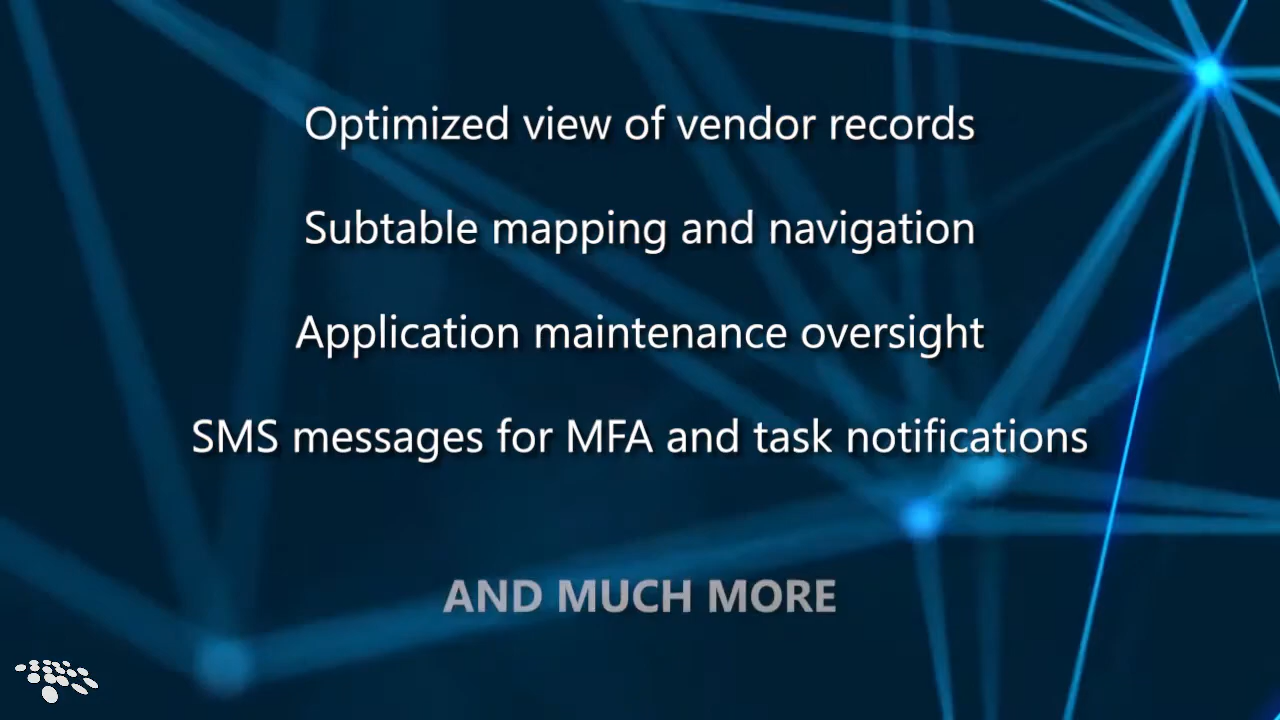 Optimized view of vendor records
Subtable mapping and navigation
Application maintenance oversight
SMS messages for MFA and task notifications
AND MUCH MORE